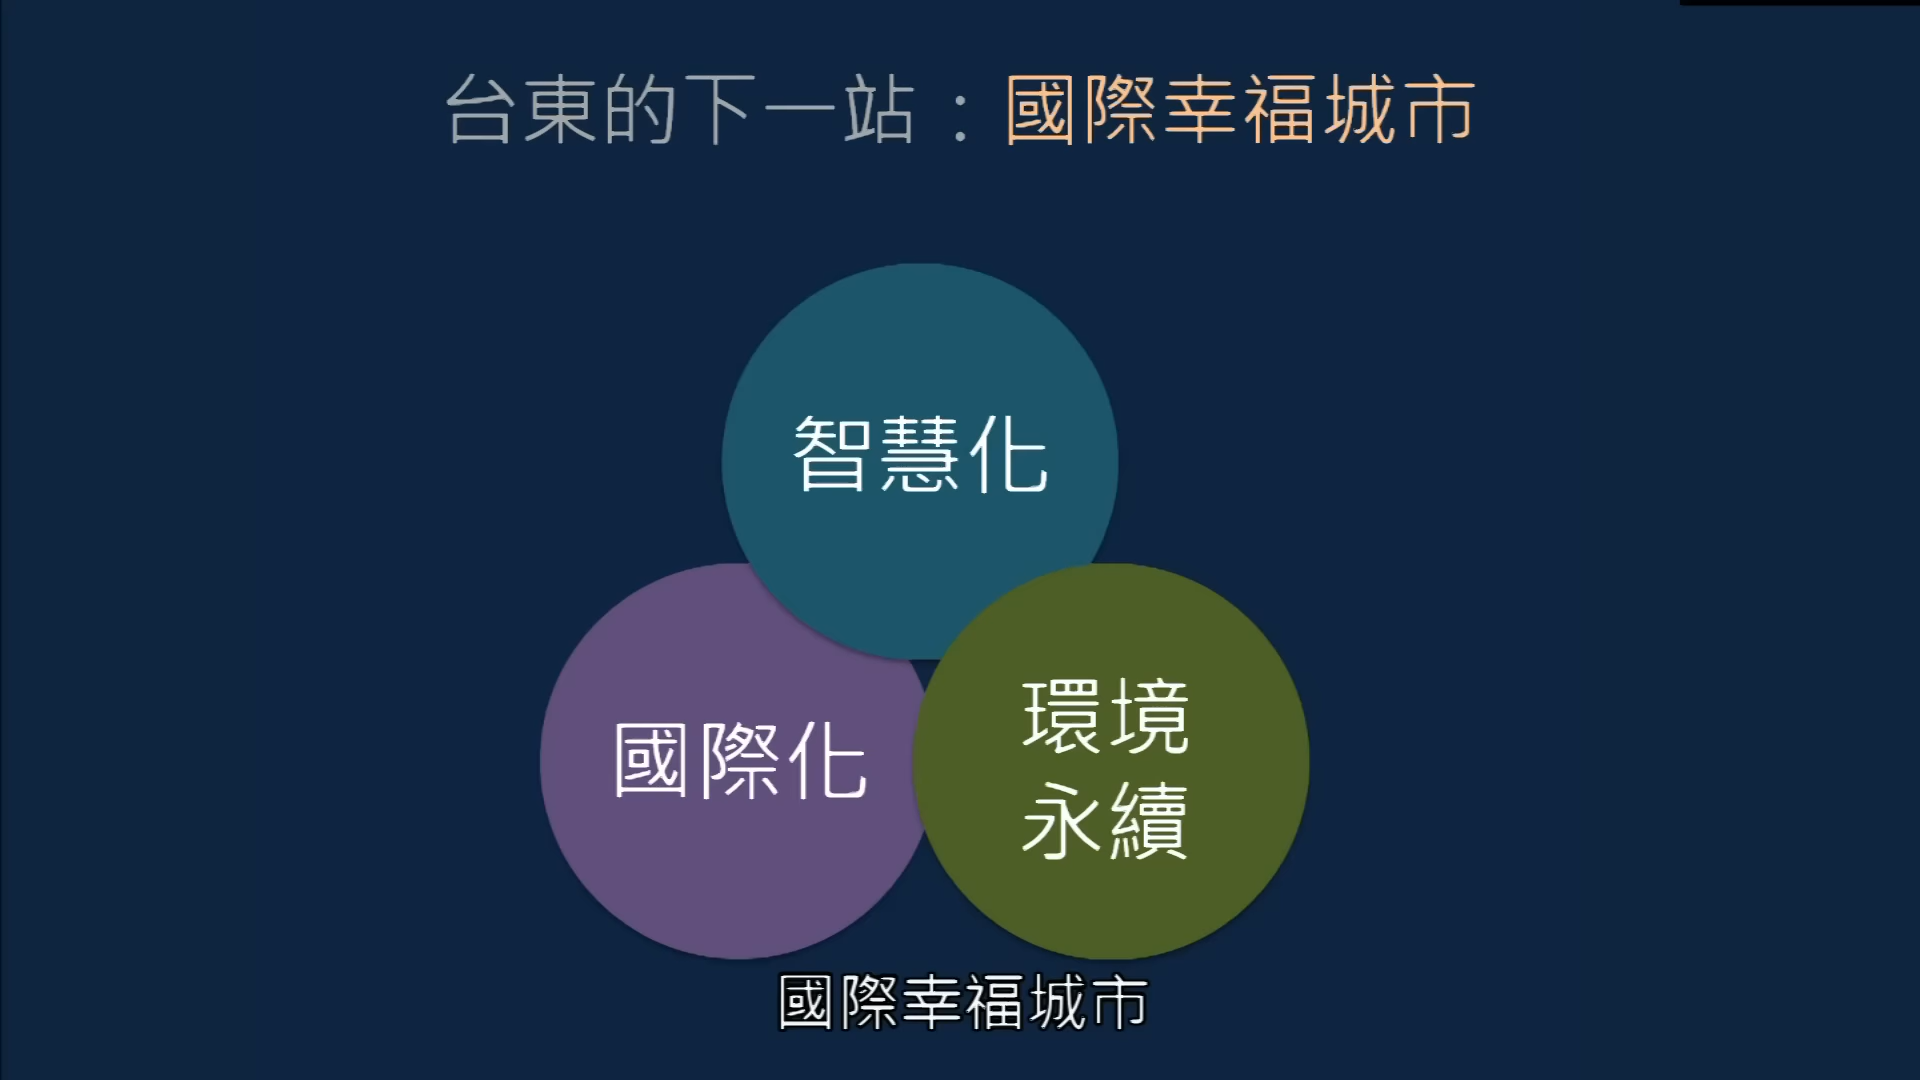 台東的下一站：國際幸福城市
智慧化
國際化
環境
永續
國際幸福城市